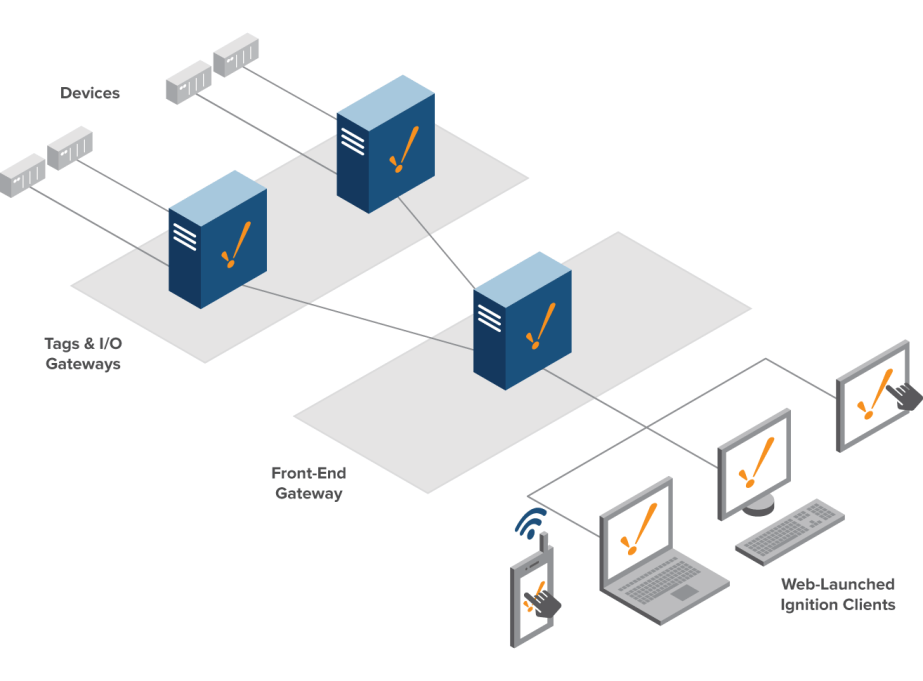 Devices
Tags & I/O
Gateways
Front-End
Gateway
Web-Launched
Ignition Clients